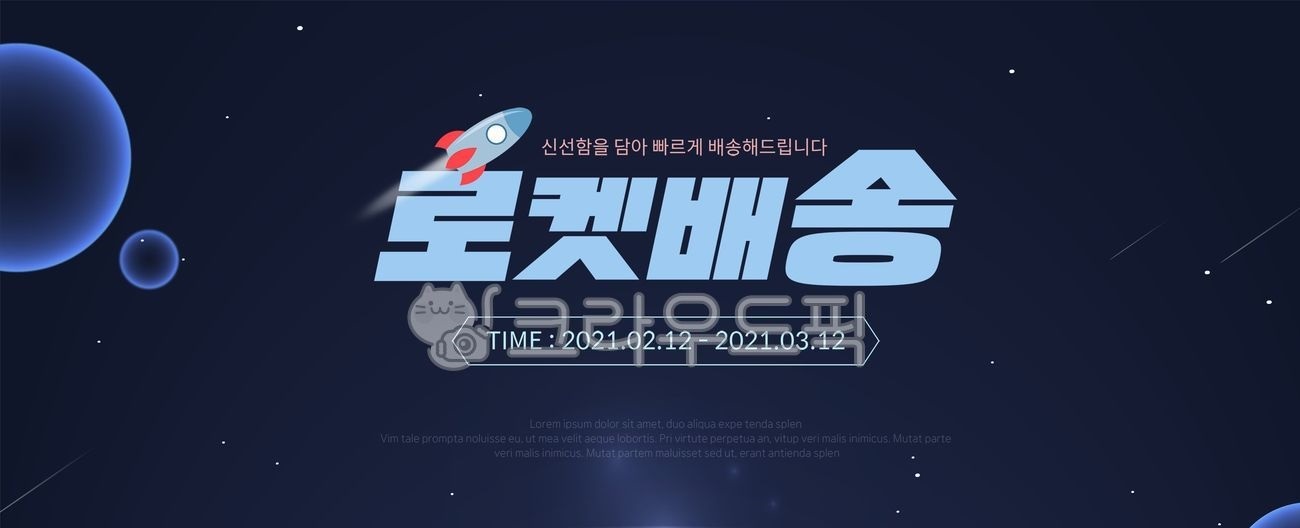 신선함을 담아 빠르게 배송해드립니다
로켓배송
크라우드픽
TIME : 2021.02.12 - 2021.03.12
Lorem ipsum dolor sit amet, duo aliqua expe tenda splen
Vim tale prompta noluisse eu, ut mea velit aeque lobortis. Pri virtute perpetua an, vitup veri malis inimicus. Mutat parte
veri malis inimicus. Mutat partem maluisset sed ut, erant antienda splen